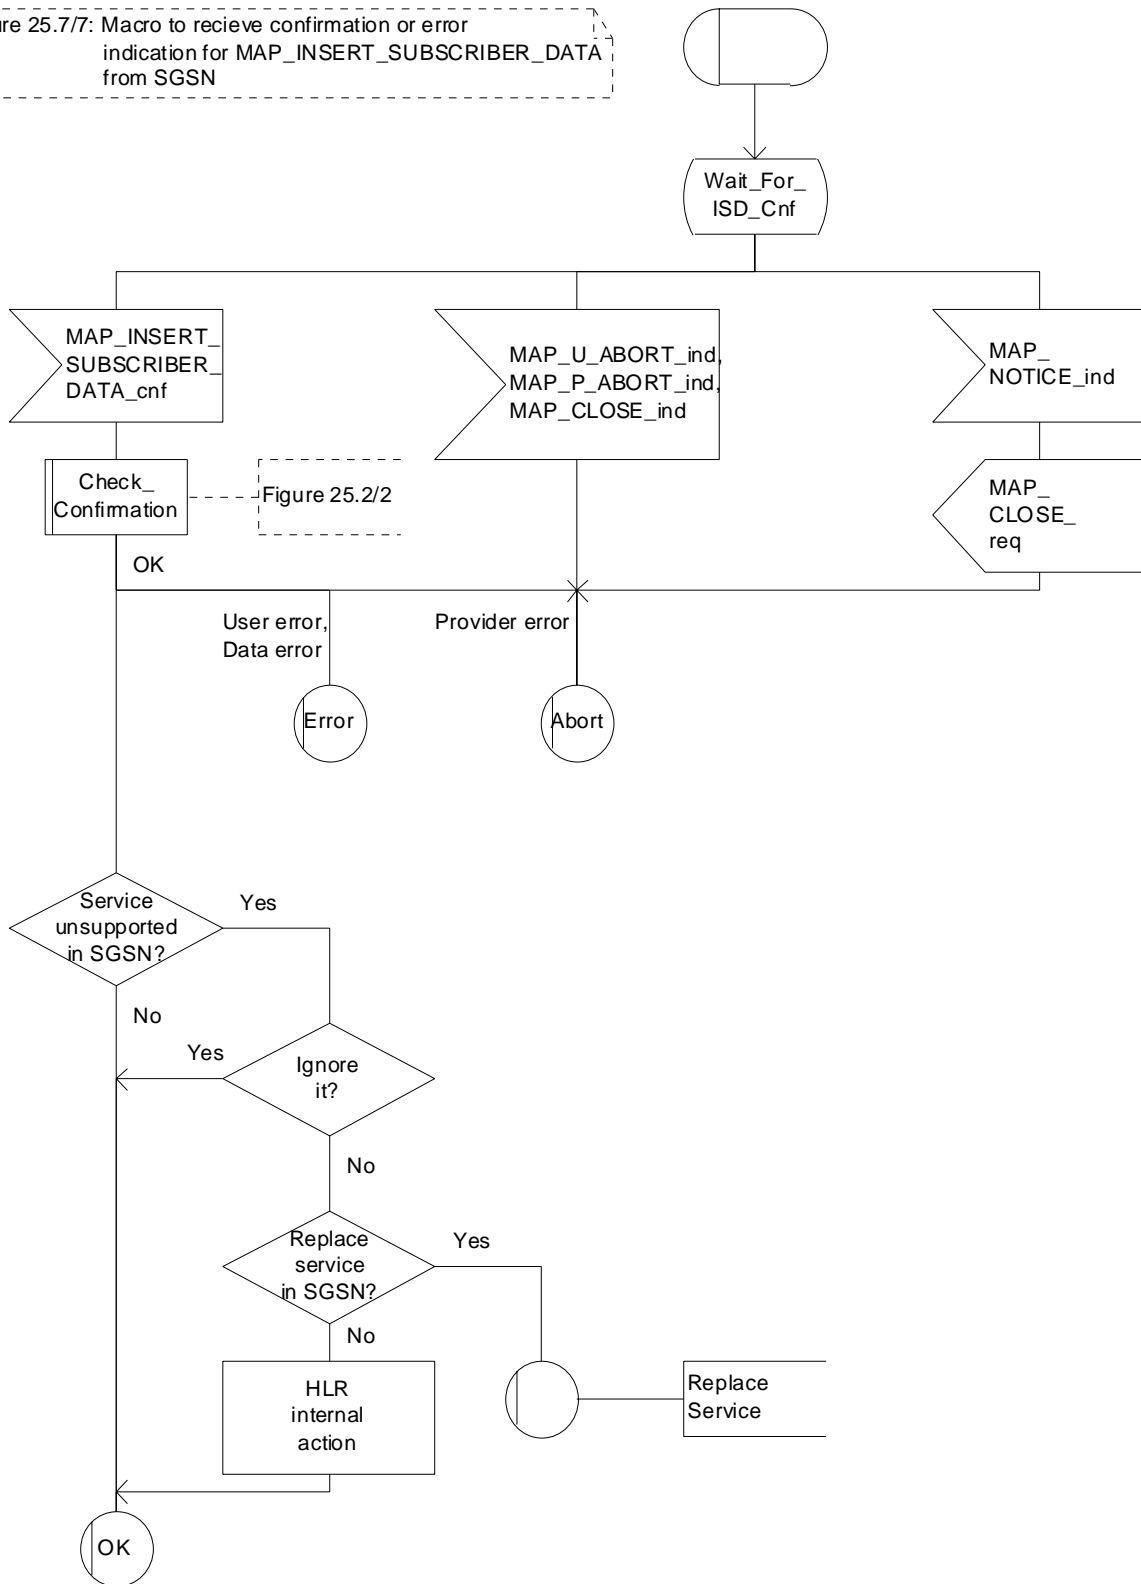 re 25.7/7: Macro to recieve confirmation or error
indication for MAP_INSERT_SUBSCRIBER_DATA
from SGSN
Wait_For_
ISD_Cnf
MAP_INSERT_
SUBSCRIBER_
DATA_cnf
MAP_U_ABORT_ind,
MAP_P_ABORT_ind,
MAP_CLOSE_ind
MAP_
NOTICE_ind
Check_
Confirmation
Figure 25.2/2
MAP_
CLOSE_
req
OK
User error,
Data error
Provider error
Error
Abort
Service
unsupported
in SGSN?
Yes
No
Yes
Ignore
it?
No
Replace
service
in SGSN?
Yes
No
HLR
internal
action
Replace
Service
OK